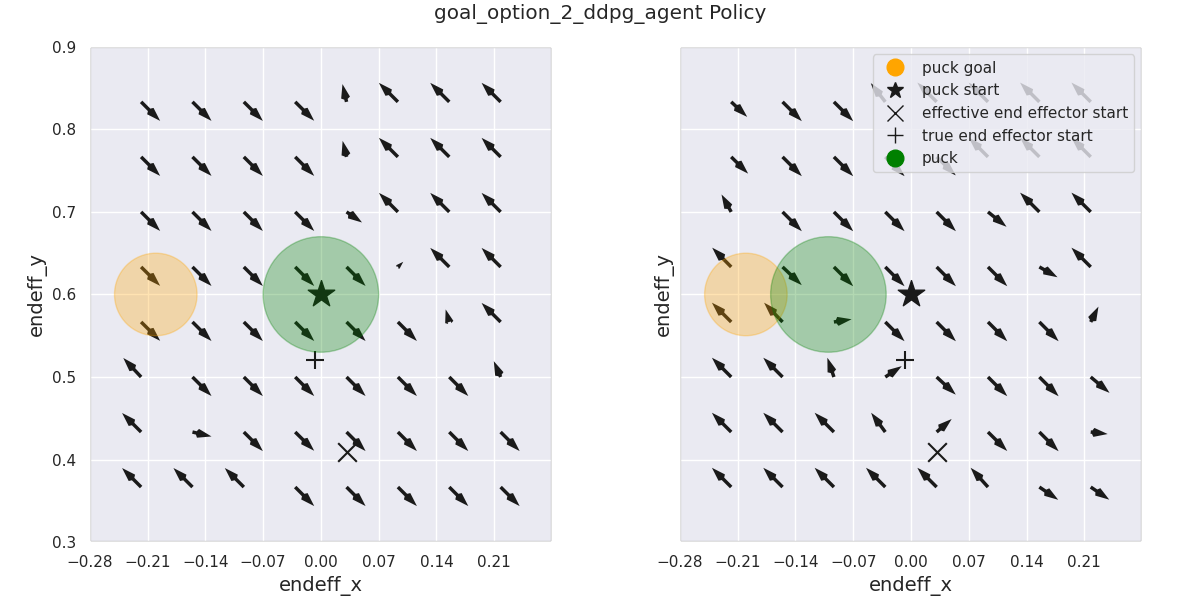 goal_option_2_ddpg_agent Policy
endeff_y
0.9
0.8
0.7
0.6
0.5
0.4
0.3
−0.28 −0.21 −0.14 −0.07 0.00 0.07 0.14 0.21
endeff_x
endeff_y
puck goal
puck start
effective end effector start
true end effector start
puck
−0.28 −0.21 −0.14 −0.07 0.00 0.07 0.14 0.21
endeff_x